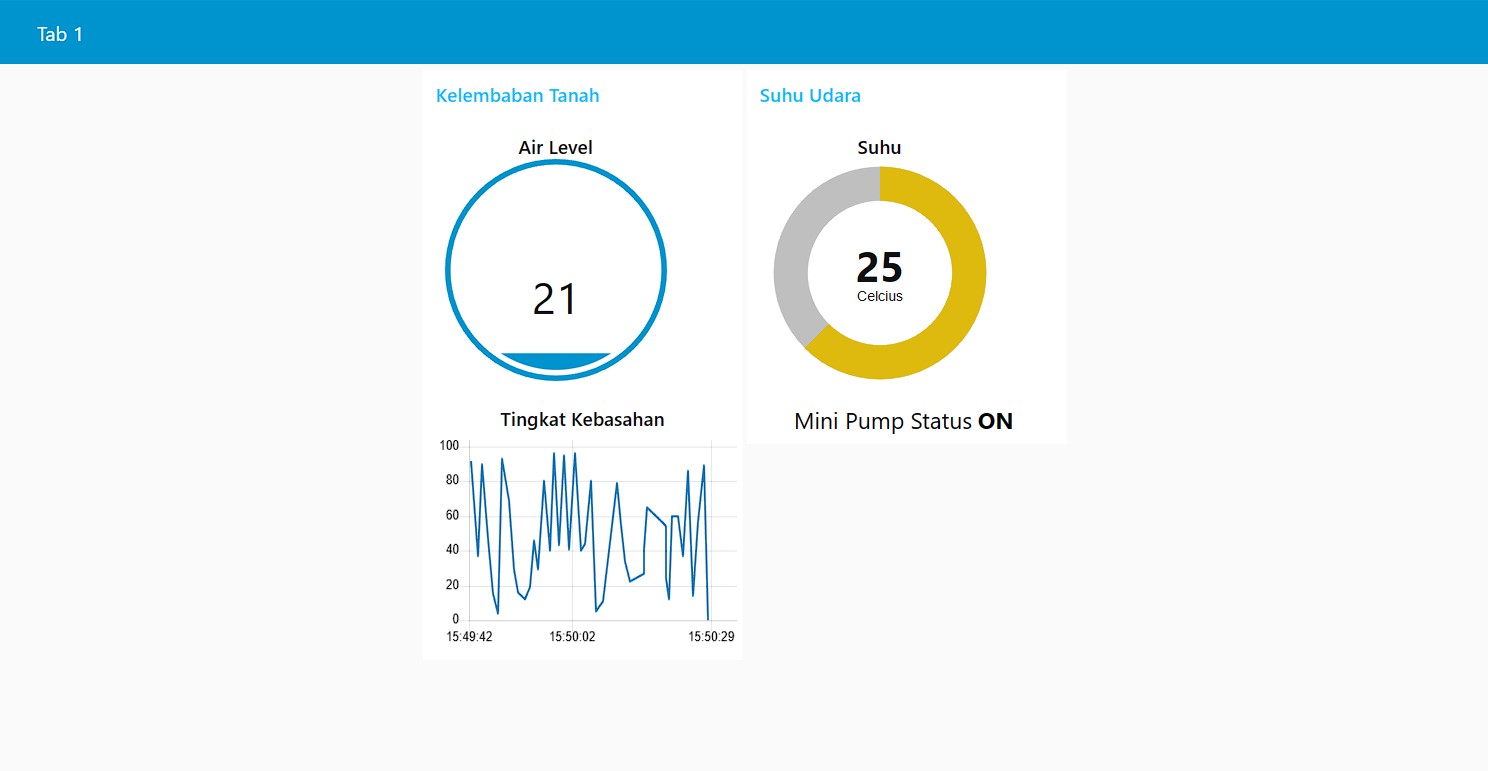 Tab 1
Kelembaban Tanah
Air Level
21
Tingkat Kebasahan
100
80
60
40
20
0
15:49:42 15:50:02 15:50:29
Suhu Udara
Suhu
25
Celcius
Mini Pump Status ON